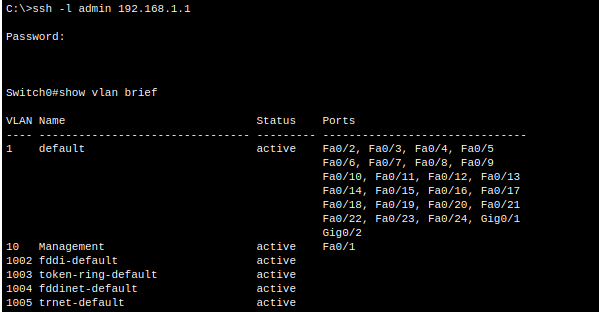 C:\>ssh -l admin 192.168.1.1
Password:
Switch0#show vlan brief
VLAN Name                             Status    Ports
---- -------------------------------- --------- -------------------------------
1    default                          active    Fa0/2, Fa0/3, Fa0/4, Fa0/5
                                                Fa0/6, Fa0/7, Fa0/8, Fa0/9
                                                Fa0/10, Fa0/11, Fa0/12, Fa0/13
                                                Fa0/14, Fa0/15, Fa0/16, Fa0/17
                                                Fa0/18, Fa0/19, Fa0/20, Fa0/21
                                                Fa0/22, Fa0/23, Fa0/24, Gig0/1
                                                Gig0/2
10   Management                       active    Fa0/1
1002 fddi-default                     active
1003 token-ring-default               active
1004 fddinet-default                  active
1005 trnet-default                    active